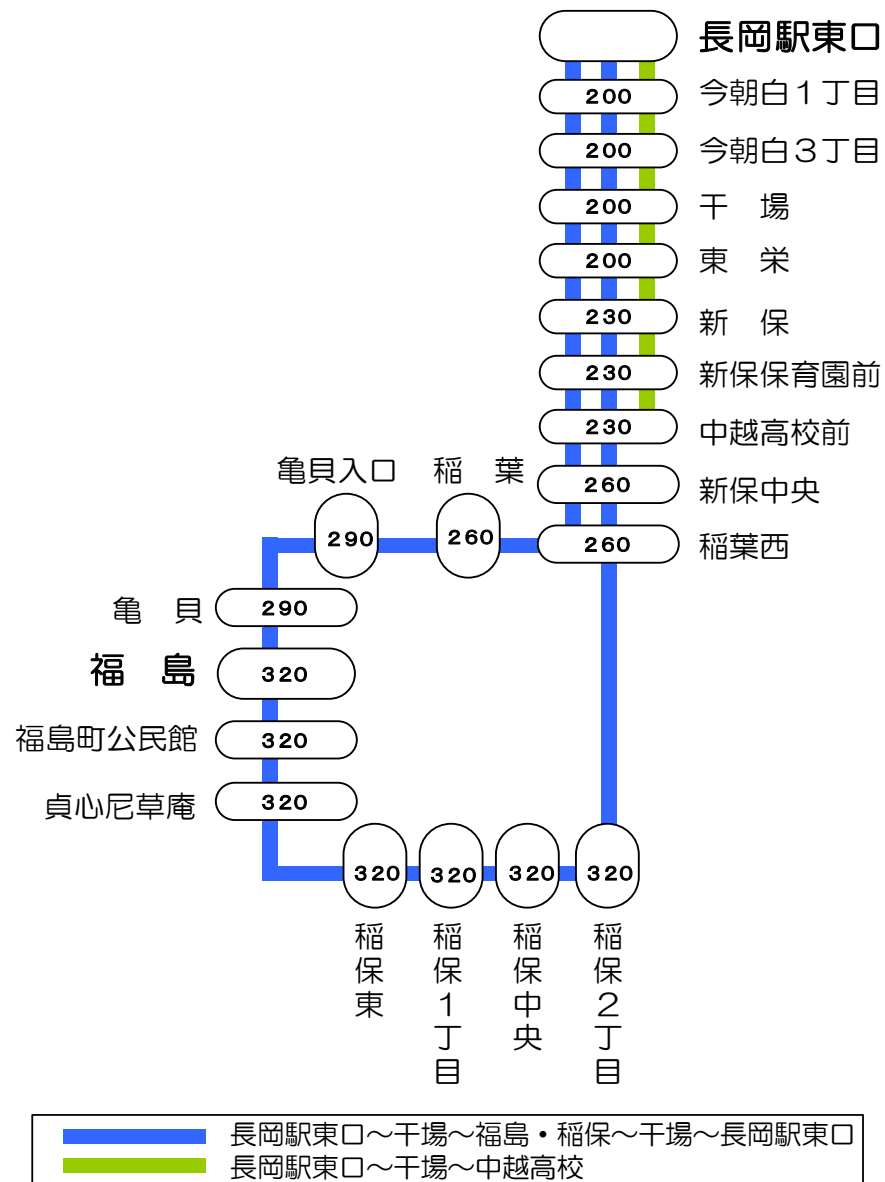 長岡駅東口
200 今朝白1丁目
200 今朝白3丁目
200 干 場
200 東 栄
230 新 保
230 新保保育園前
230 中越高校前
260 新保中央
260 稲葉西
亀貝入口 稲 葉
290 260
亀 貝 290
福 島 320
福島町公民館 320
貞心尼草庵 320
320 320 320 320
稲保東
稲保1丁目
稲保中央
稲保2丁目
長岡駅東口～干場～福島・稲保～干場～長岡駅東口
長岡駅東口～干場～中越高校